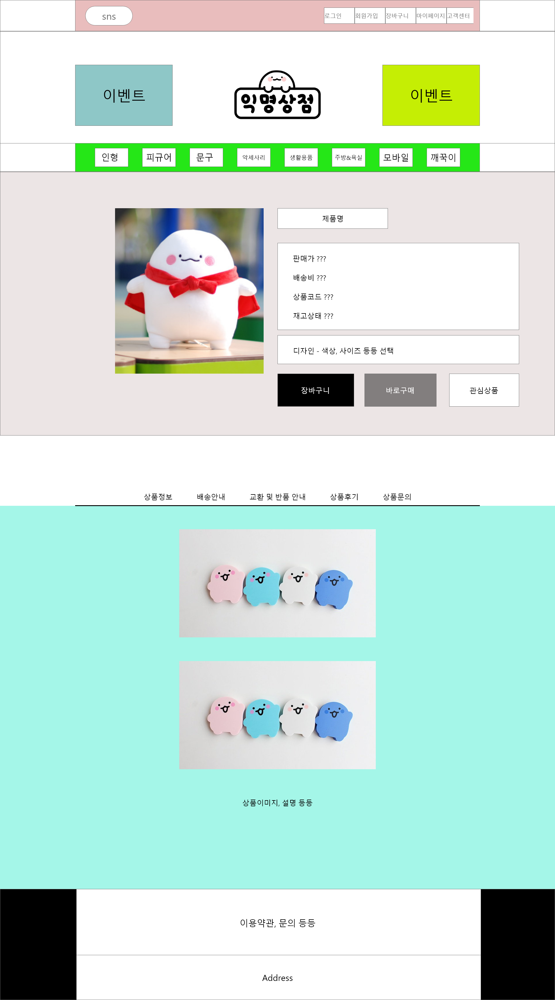 sns
로그인 회원가입 장바구니 마이페이지 고객센터
이벤트
익명상점
이벤트
인형 피규어 문구 악세사리 생활용품 주방&욕실 모바일 깨꾹이
제품명
판매가 ???
배송비 ???
상품코드 ???
재고상태 ???
디자인 - 색상, 사이즈 등등 선택
장바구니 바로구매 관심상품
상품정보 배송안내 교환 및 반품 안내 상품후기 상품문의
상품이미지, 설명 등등
이용약관, 문의 등등
Address